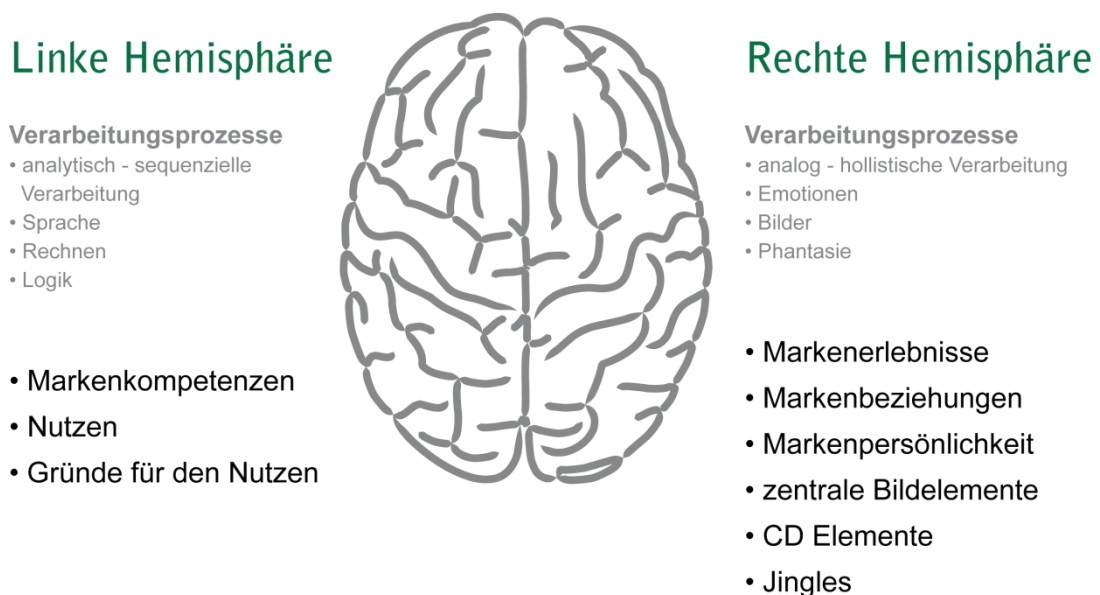 Linke Hemisphäre
Verarbeitungsprozesse
• analytisch - sequenzielle
Verarbeitung
• Sprache
• Rechnen
• Logik
• Markenkompetenzen
• Nutzen
• Gründe für den Nutzen
Rechte Hemisphäre
Verarbeitungsprozesse
• analog - hollistische Verarbeitung
• Emotionen
• Bilder
• Phantasie
• Markenerlebnisse
• Markenbeziehungen
• Markenpersönlichkeit
• zentrale Bildelemente
• CD Elemente
• Jingles